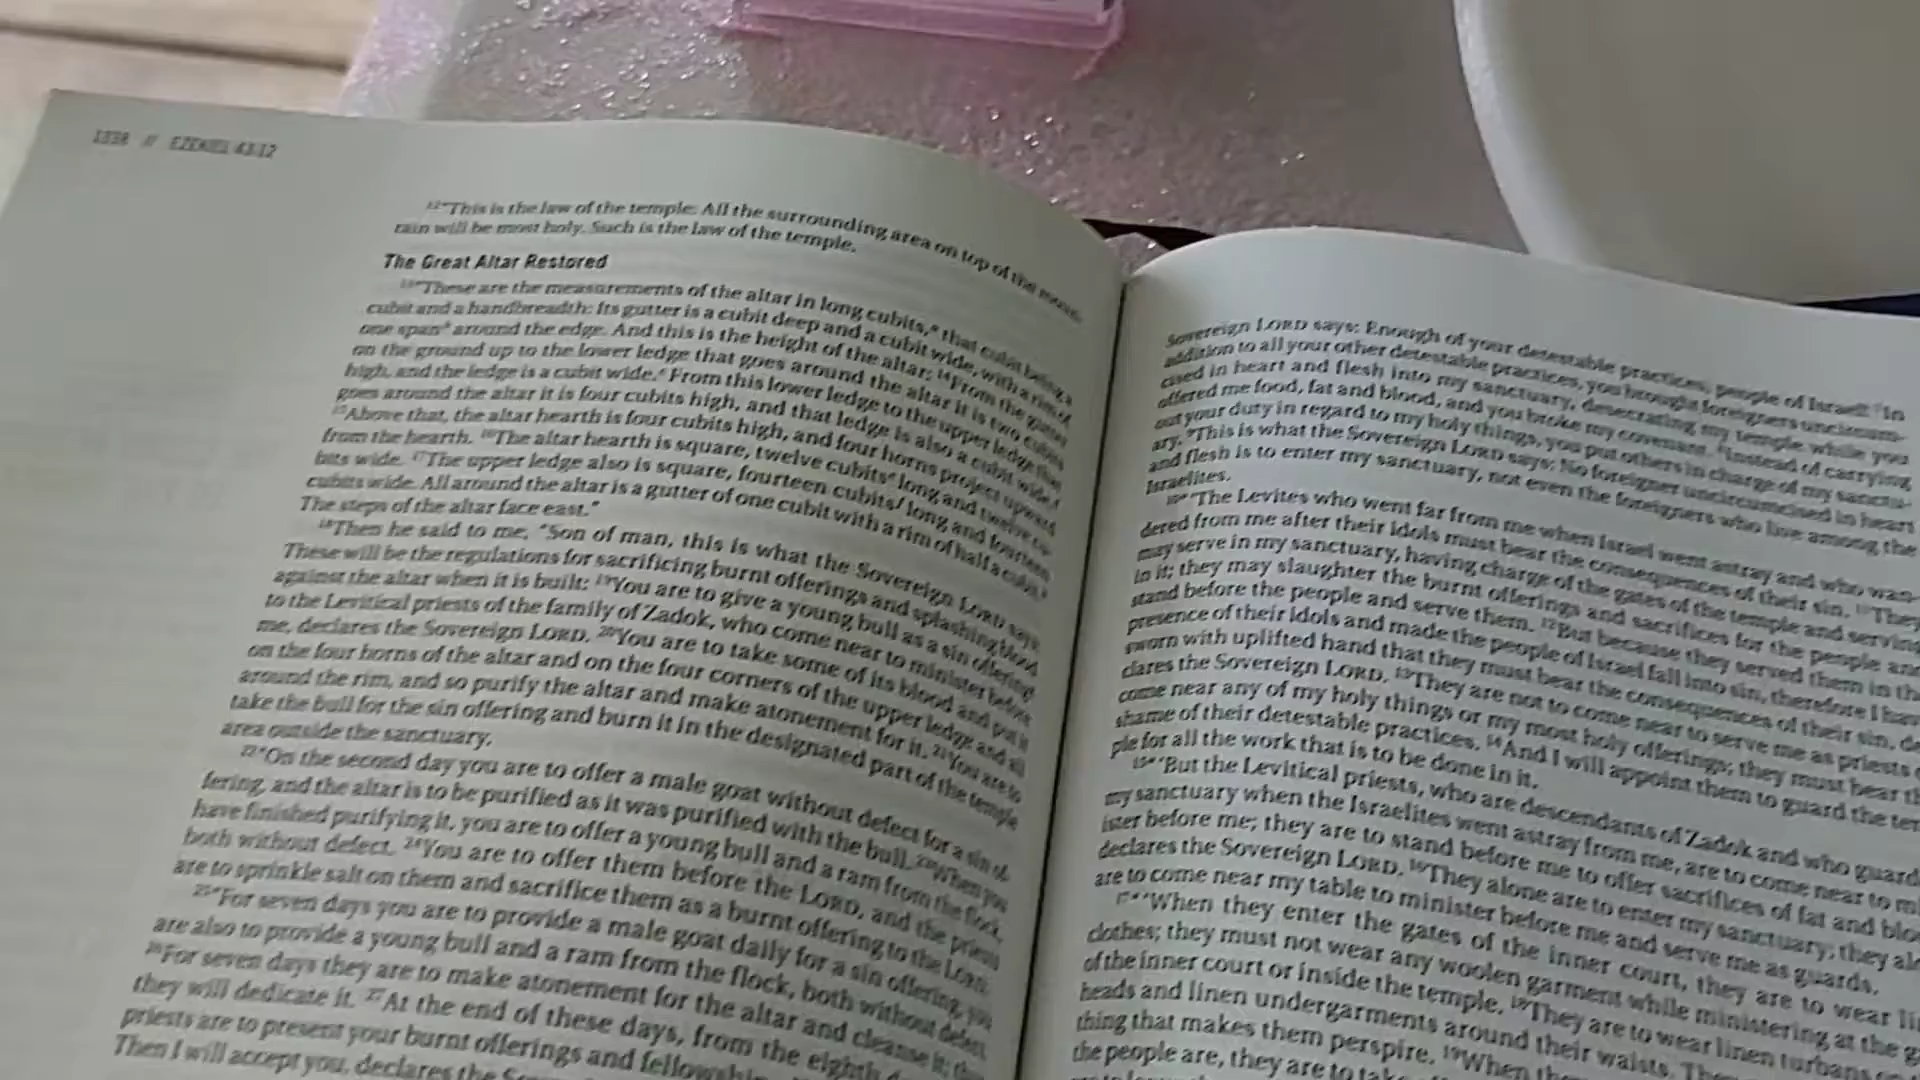 1338 // EZEKIEL 43:12
12"This is the law of the temple: All the surrounding area on top of the moun-
tain will be most holy. Such is the law of the temple.
The Great Altar Restored
13"These are the measurements of the altar in long cubits,a that cubit being a
cubit and a handbreadth: Its gutter is a cubit deep and a cubit wide, with a rim of
one spanb around the edge. And this is the height of the altar: 14From the gutter
on the ground up to the lower ledge that goes around the altar it is two cubits
high, and the ledge is a cubit wide.c From this lower ledge to the upper ledge that
goes around the altar it is four cubits high, and that ledge is also a cubit wide.d
15Above that, the altar hearth is four cubits high, and four horns project upward
from the hearth. 16The altar hearth is square, twelve cubitse long and twelve cu-
bits wide. 17The upper ledge also is square, fourteen cubitsf long and fourteen
cubits wide. All around the altar is a gutter of one cubit with a rim of half a cubit.g
The steps of the altar face east."
18Then he said to me, "Son of man, this is what the Sovereign LORD says:
These will be the regulations for sacrificing burnt offerings and splashing blood
against the altar when it is built: 19You are to give a young bull as a sin offering
to the Levitical priests of the family of Zadok, who come near to minister before
me, declares the Sovereign LORD. 20You are to take some of its blood and put it
on the four horns of the altar and on the four corners of the upper ledge and all
around the rim, and so purify the altar and make atonement for it. 21You are to
take the bull for the sin offering and burn it in the designated part of the temple
area outside the sanctuary.
22"On the second day you are to offer a male goat without defect for a sin of-
fering, and the altar is to be purified as it was purified with the bull. 23When you
have finished purifying it, you are to offer a young bull and a ram from the flock,
both without defect. 24You are to offer them before the LORD, and the priests
are to sprinkle salt on them and sacrifice them as a burnt offering to the LORD.
25"For seven days you are to provide a male goat daily for a sin offering; you
are also to provide a young bull and a ram from the flock, both without defect.
26For seven days they are to make atonement for the altar and cleanse it; thus
they will dedicate it. 27At the end of these days, from the eighth
priests are to present your burnt offerings and fellowship
Then I will accept you, declares the
Sovereign LORD says: Enough of your detestable practices, people of Israel! 7In
addition to all your other detestable practices, you brought foreigners uncircum-
cised in heart and flesh into my sanctuary, desecrating my temple while you
offered me food, fat and blood, and you broke my covenant. 8Instead of carrying
out your duty in regard to my holy things, you put others in charge of my sanctu-
ary. 9This is what the Sovereign LORD says: No foreigner uncircumcised in heart
and flesh is to enter my sanctuary, not even the foreigners who live among the
Israelites.
10"'The Levites who went far from me when Israel went astray and who wan-
dered from me after their idols must bear the consequences of their sin. 11They
may serve in my sanctuary, having charge of the gates of the temple and serving
in it; they may slaughter the burnt offerings and sacrifices for the people and
stand before the people and serve them. 12But because they served them in the
presence of their idols and made the people of Israel fall into sin, therefore I have
sworn with uplifted hand that they must bear the consequences of their sin, de-
clares the Sovereign LORD. 13They are not to come near to serve me as priests or
come near any of my holy things or my most holy offerings; they must bear the
shame of their detestable practices. 14And I will appoint them to guard the tem-
ple for all the work that is to be done in it.
15"'But the Levitical priests, who are descendants of Zadok and who guard
my sanctuary when the Israelites went astray from me, are to come near to
ister before me; they are to stand before me to offer sacrifices of fat and
declares the Sovereign LORD. 16They alone are to enter my sanctuary; they
are to come near my table to minister before me and serve me as guards.
17"'When they enter the gates of the inner court, they are to wear
clothes; they must not wear any woolen garment while ministering at the
of the inner court or inside the temple. 18They are to wear linen turbans
heads and linen undergarments around their waists. They
thing that makes them perspire. 19When
the people are, they are to take